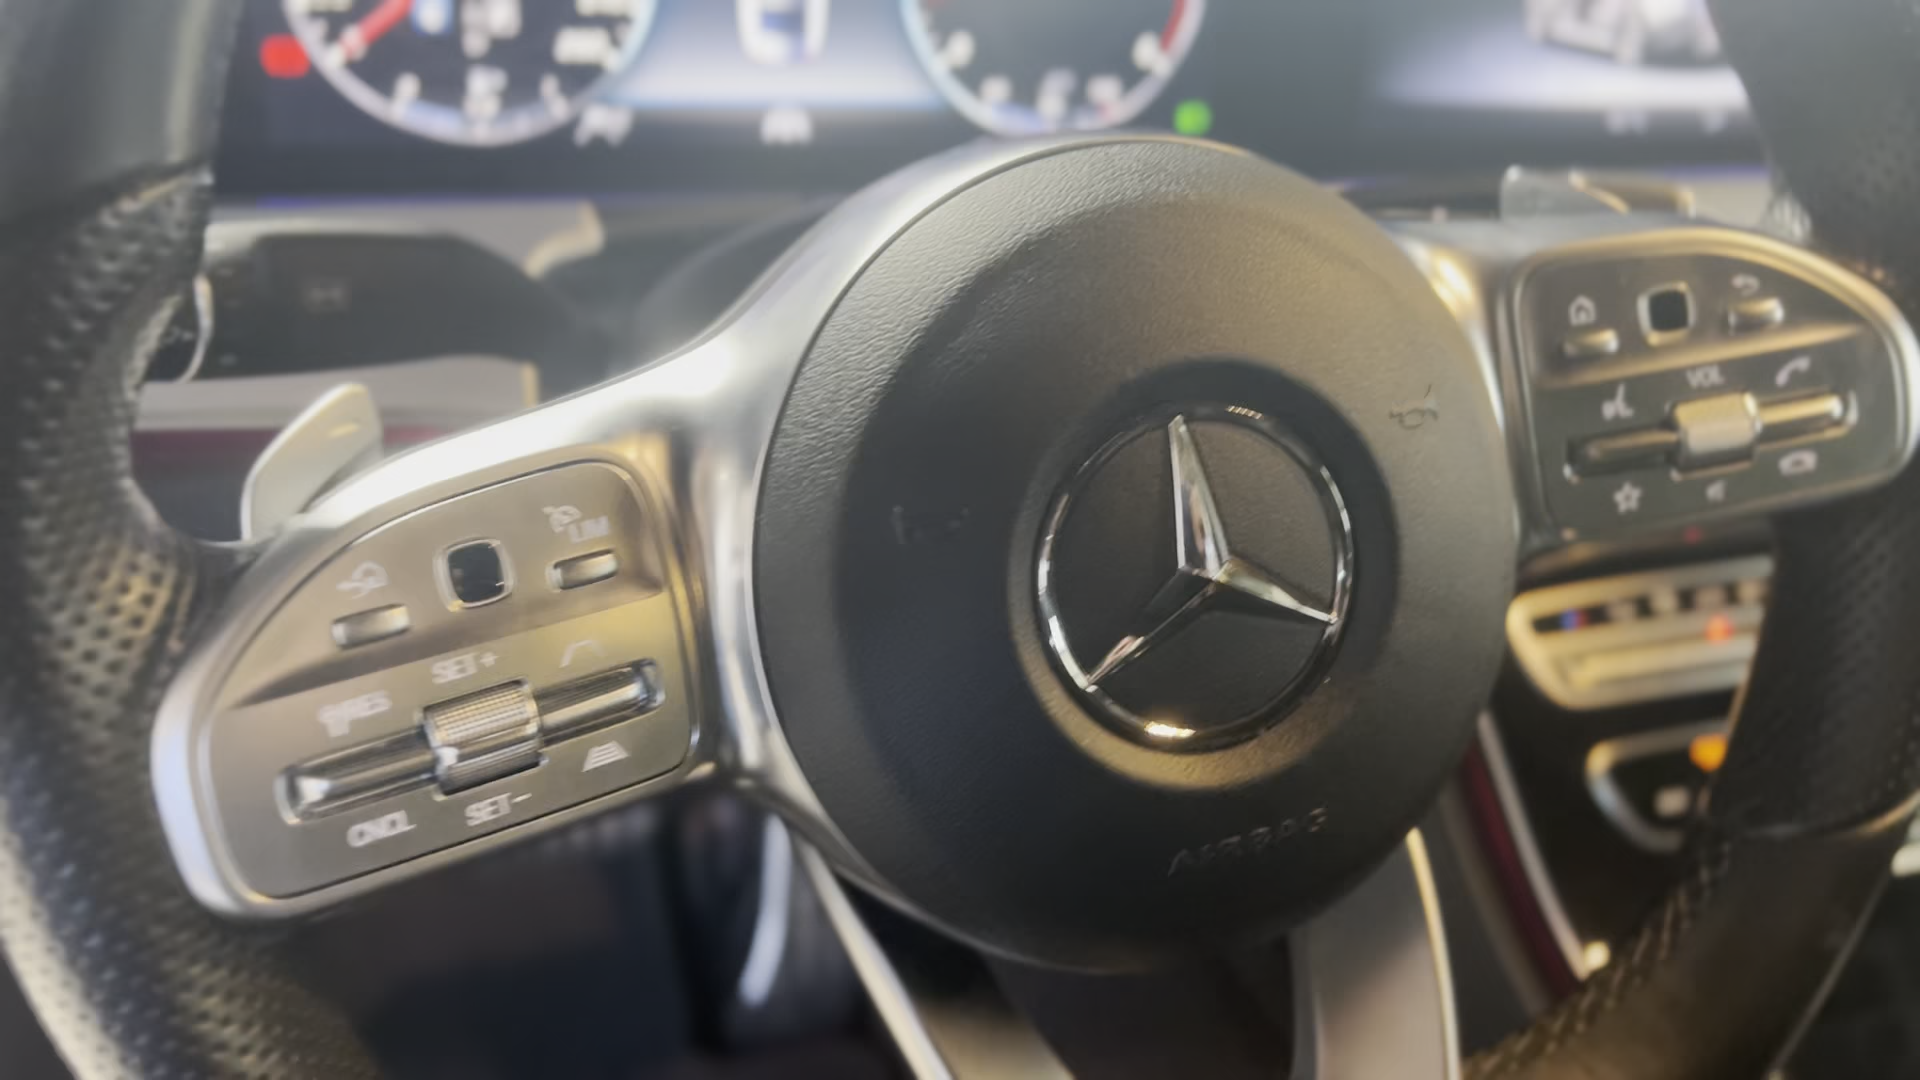 LIM
SET+
RES
CNCL
SET-
VOL
AIRBAG